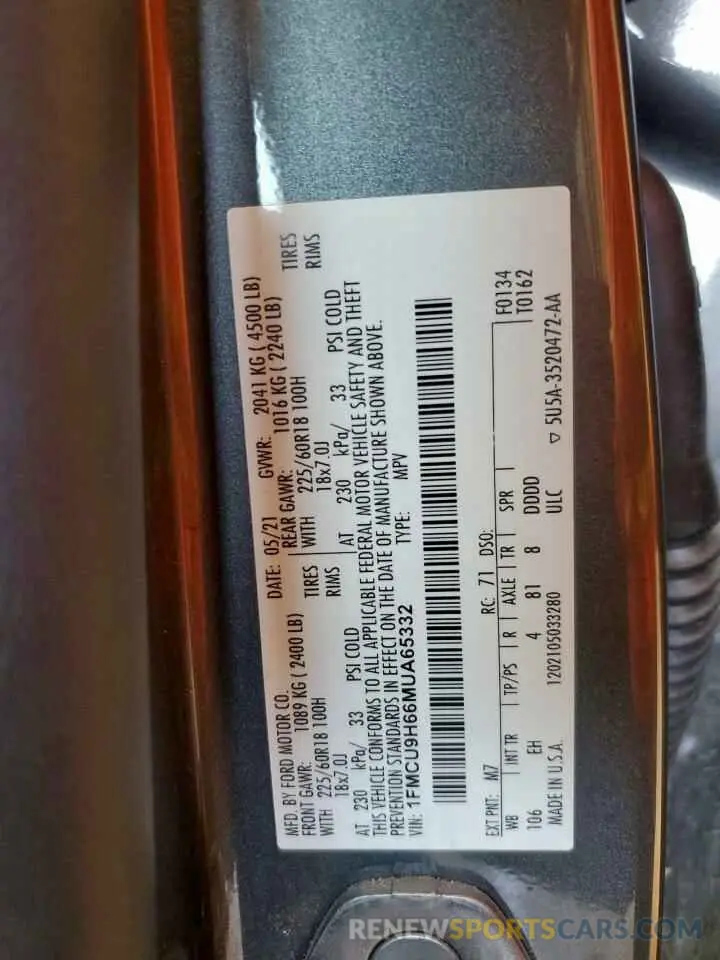 MFD. BY FORD MOTOR CO.
DATE: 05/21 GVWR: 2041 KG ( 4500 LB)
FRONT GAWR: 1089 KG ( 2400 LB) REAR GAWR: 1016 KG ( 2240 LB)
WITH 225/60R18 100H TIRES WITH 225/60R18 100H TIRES
18x7.0J RIMS 18x7.0J RIMS
AT 230 kPa/ 33 PSI COLD AT 230 kPa/ 33 PSI COLD
THIS VEHICLE CONFORMS TO ALL APPLICABLE FEDERAL MOTOR VEHICLE SAFETY AND THEFT
PREVENTION STANDARDS IN EFFECT ON THE DATE OF MANUFACTURE SHOWN ABOVE.
VIN: 1FMCU9H66MUA65332 TYPE: MPV
EXT PNT: M7 RC: 71 DSO: F0134
T0162
WB INT TR TP/PS R AXLE TR SPR
106 EH 4 81 8 DDDD
MADE IN U.S.A. 1202105033280 ULC ▽ 5U5A-3520472-AA
RENEWSPORTSCARS.COM